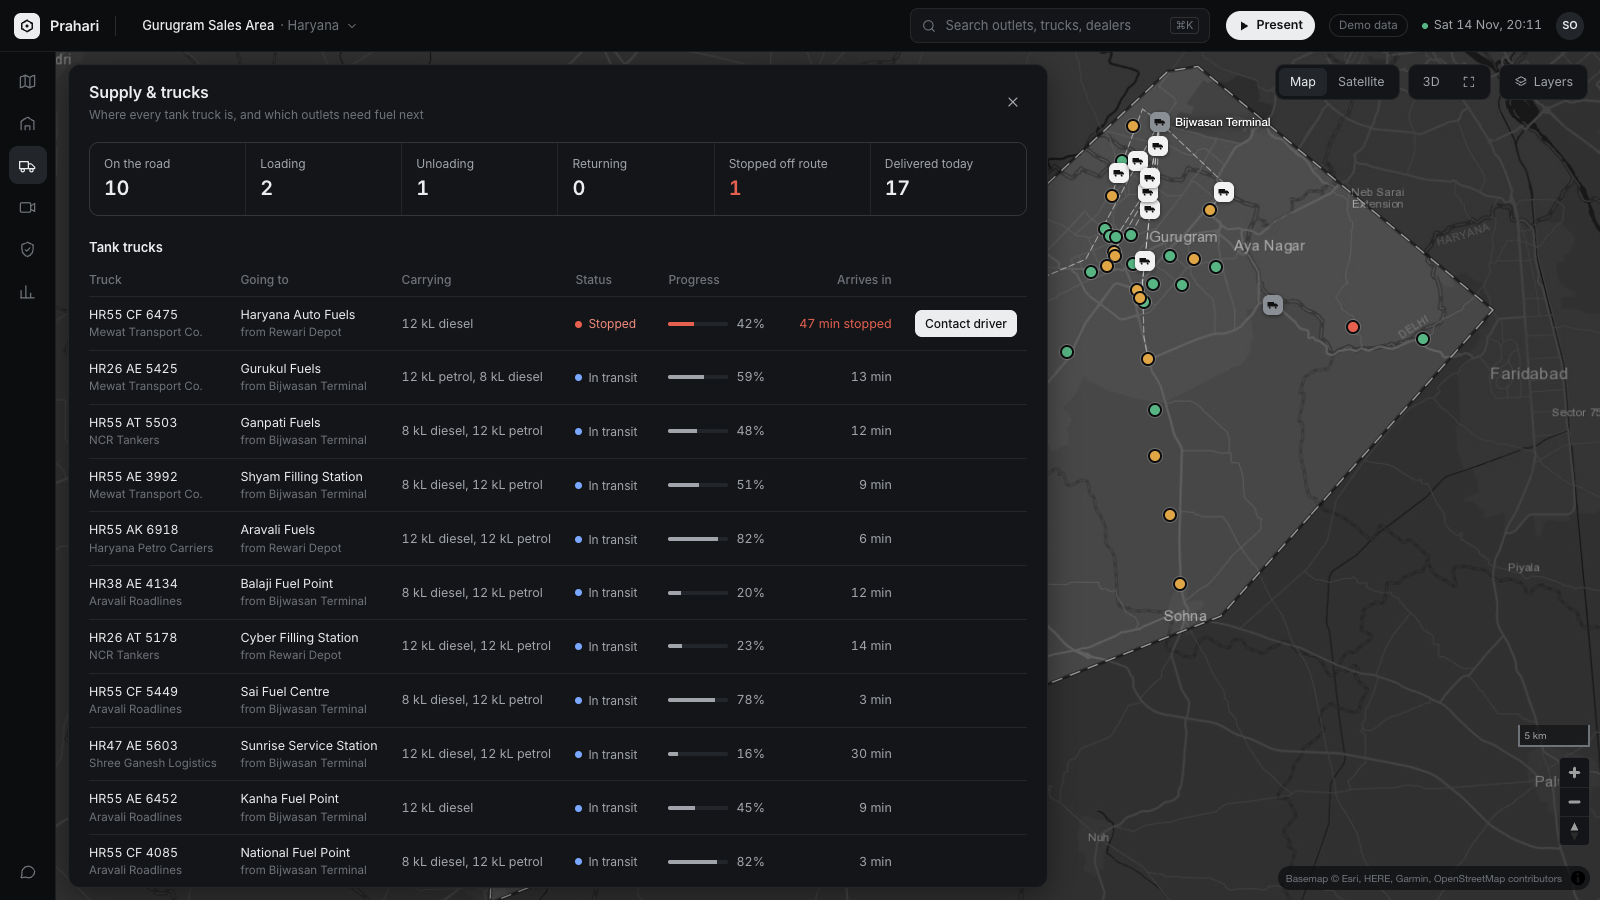 Prahari
Gurugram Sales Area · Haryana
Search outlets, trucks, dealers
⌘K
Present
Demo data
Sat 14 Nov, 20:11
SO
dri
Supply & trucks
Where every tank truck is, and which outlets need fuel next
On the road
10
Loading
2
Unloading
1
Returning
0
Stopped off route
1
Delivered today
17
Tank trucks
Truck Going to Carrying Status Progress Arrives in
HR55 CF 6475 Haryana Auto Fuels
Mewat Transport Co. from Rewari Depot
12 kL diesel Stopped 42% 47 min stopped Contact driver
HR26 AE 5425 Gurukul Fuels
Mewat Transport Co. from Bijwasan Terminal
12 kL petrol, 8 kL diesel In transit 59% 13 min
HR55 AT 5503 Ganpati Fuels
NCR Tankers from Bijwasan Terminal
8 kL diesel, 12 kL petrol In transit 48% 12 min
HR55 AE 3992 Shyam Filling Station
Mewat Transport Co. from Bijwasan Terminal
8 kL diesel, 12 kL petrol In transit 51% 9 min
HR55 AK 6918 Aravali Fuels
Haryana Petro Carriers from Rewari Depot
12 kL diesel, 12 kL petrol In transit 82% 6 min
HR38 AE 4134 Balaji Fuel Point
Aravali Roadlines from Bijwasan Terminal
8 kL diesel, 12 kL petrol In transit 20% 12 min
HR26 AT 5178 Cyber Filling Station
NCR Tankers from Rewari Depot
12 kL diesel, 12 kL petrol In transit 23% 14 min
HR55 CF 5449 Sai Fuel Centre
Aravali Roadlines from Bijwasan Terminal
8 kL diesel, 12 kL petrol In transit 78% 3 min
HR47 AE 5603 Sunrise Service Station
Shree Ganesh Logistics from Bijwasan Terminal
12 kL diesel, 12 kL petrol In transit 16% 30 min
HR55 AE 6452 Kanha Fuel Point
Aravali Roadlines from Bijwasan Terminal
12 kL diesel In transit 45% 9 min
HR55 CF 4085 National Fuel Point
Aravali Roadlines from Bijwasan Terminal
8 kL diesel, 12 kL petrol In transit 82% 3 min
Map Satellite
3D
Layers
Bijwasan Terminal
Neb Sarai
Extension
HARYANA
Gurugram
Aya Nagar
DELHI
Faridabad
Sector 75
Piyala
Sohna
5 km
Pal
Nuh
Basemap © Esri, HERE, Garmin, OpenStreetMap contributors